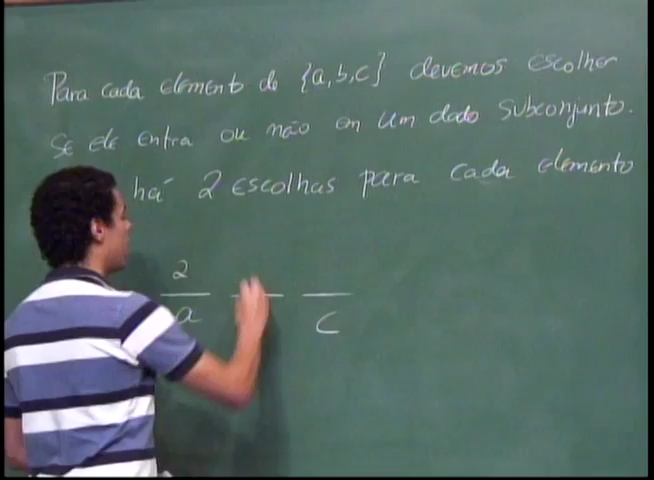 Para cada elemento de {a,b,c} devemos escolher
se ele entra ou não em um dado subconjunto.
há 2 escolhas para cada elemento
2
a c